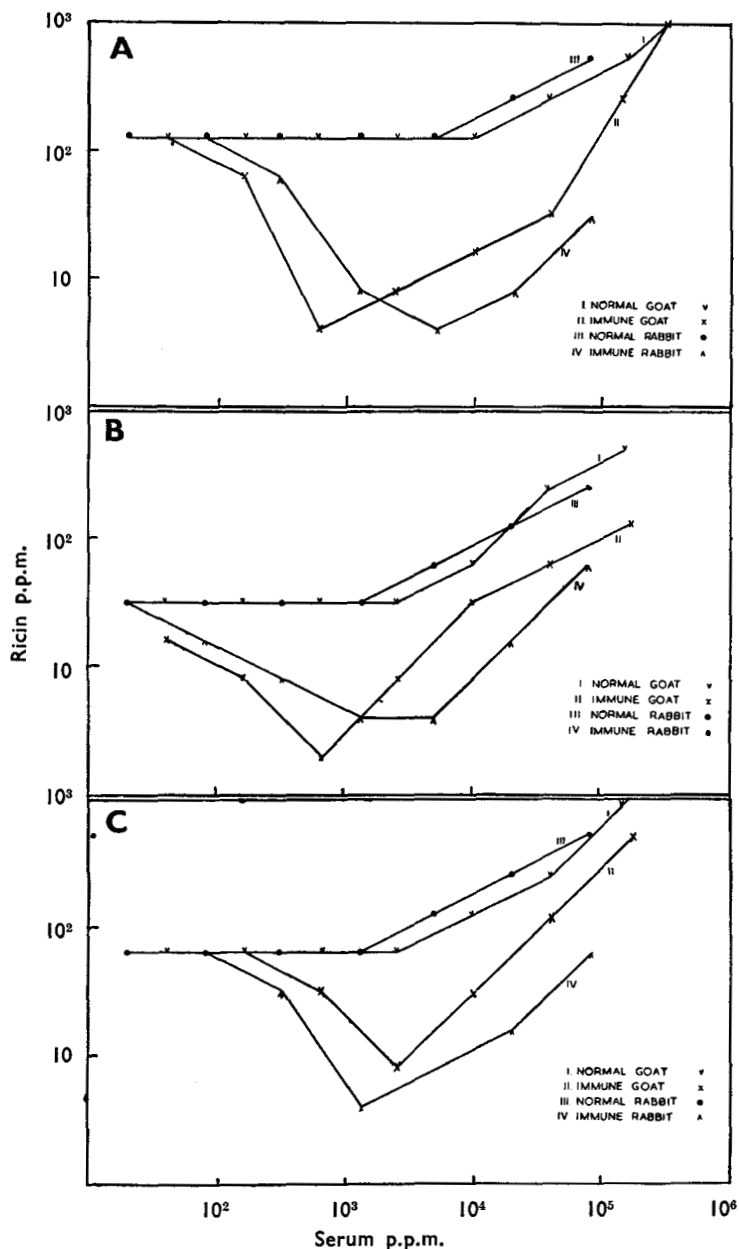 10³
A
III
I
10²
II
10
IV
I. NORMAL GOAT v
II. IMMUNE GOAT x
III NORMAL RABBIT •
IV IMMUNE RABBIT ʌ
10³
B
I
III
10²
II
IV
10
I NORMAL GOAT v
II IMMUNE GOAT x
III NORMAL RABBIT •
IV IMMUNE RABBIT •
Ricin p.p.m.
10³
C
I
III
II
10²
IV
10
I. NORMAL GOAT v
II. IMMUNE GOAT x
III. NORMAL RABBIT •
IV IMMUNE RABBIT ʌ
10² 10³ 10⁴ 10⁵ 10⁶
Serum p.p.m.